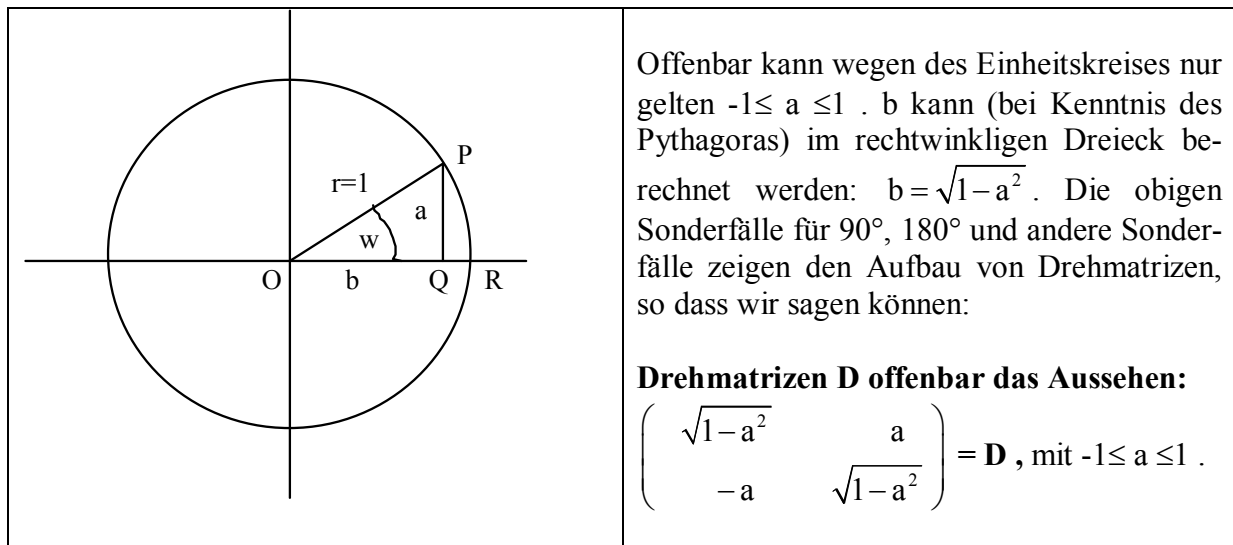 P
r=1
a
w
O
b
Q
R
Offenbar kann wegen des Einheitskreises nur
gelten -1≤ a ≤1 . b kann (bei Kenntnis des
Pythagoras) im rechtwinkligen Dreieck be-
rechnet werden: b = √(1 − a²) . Die obigen
Sonderfälle für 90°, 180° und andere Sonder-
fälle zeigen den Aufbau von Drehmatrizen,
so dass wir sagen können:
Drehmatrizen D offenbar das Aussehen:
( √(1 − a²) a
− a √(1 − a²) ) = D , mit -1≤ a ≤1 .